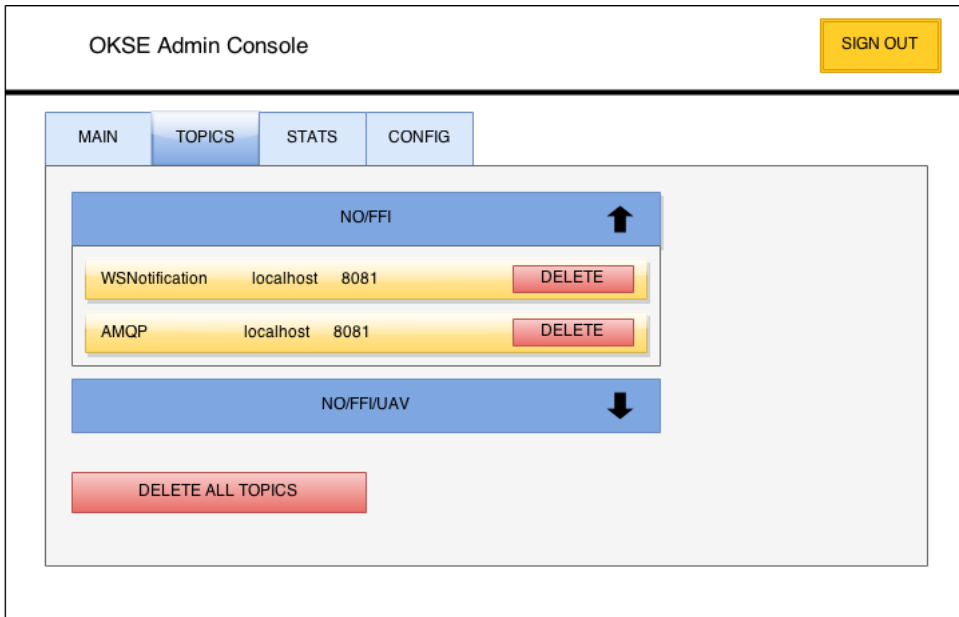 OKSE Admin Console
SIGN OUT
MAIN TOPICS STATS CONFIG
NO/FFI
WSNotification localhost 8081 DELETE
AMQP localhost 8081 DELETE
NO/FFI/UAV
DELETE ALL TOPICS